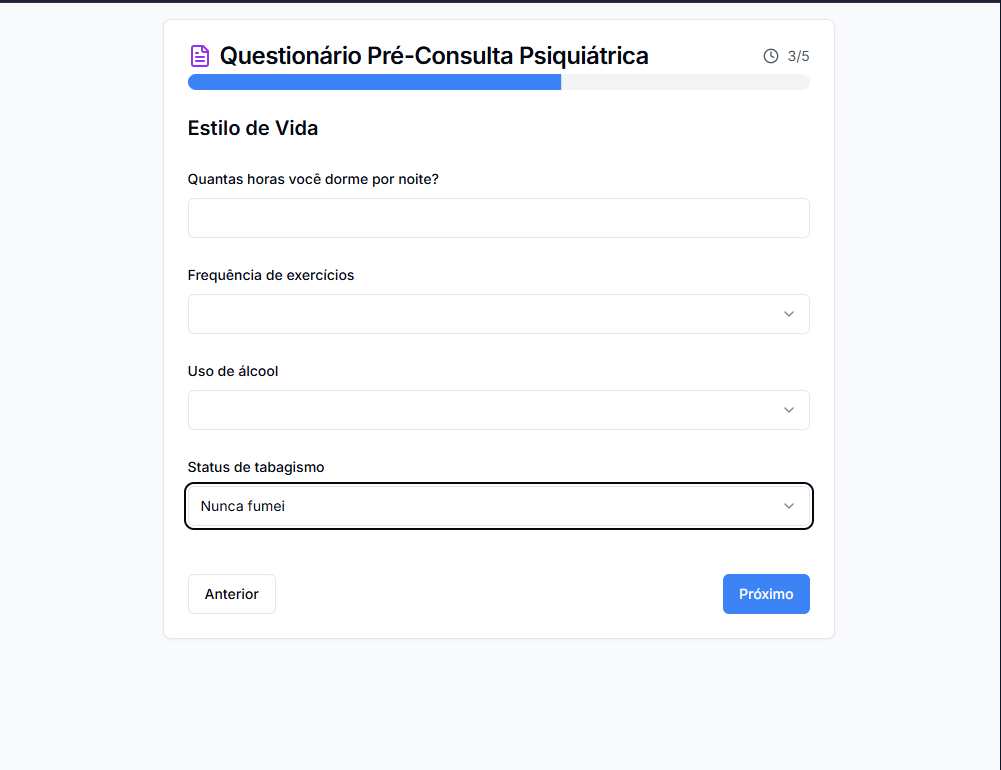 Questionário Pré-Consulta Psiquiátrica
3/5
Estilo de Vida
Quantas horas você dorme por noite?
Frequência de exercícios
Uso de álcool
Status de tabagismo
Nunca fumei
Anterior
Próximo